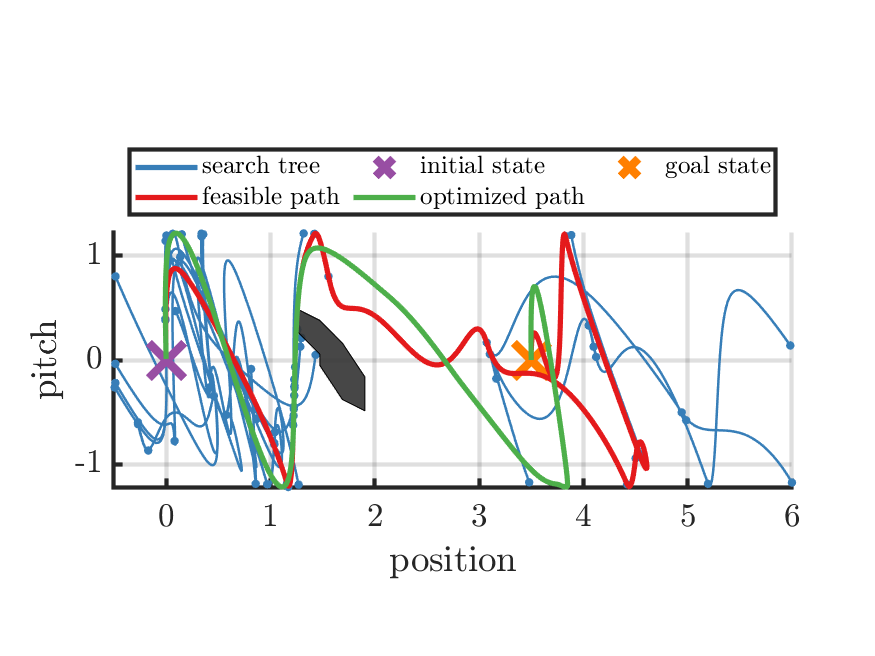 search tree initial state goal state
feasible path optimized path
1
0
-1
pitch
0 1 2 3 4 5 6
position